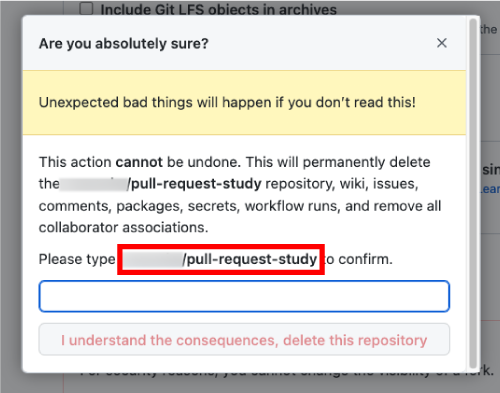 Include Git LFS objects in archives
the
Are you absolutely sure?
Unexpected bad things will happen if you don't read this!
This action cannot be undone. This will permanently delete
the /pull-request-study repository, wiki, issues,
comments, packages, secrets, workflow runs, and remove all
collaborator associations.
Please type /pull-request-study to confirm.
I understand the consequences, delete this repository
For security reasons, you cannot change the visibility of a fork.